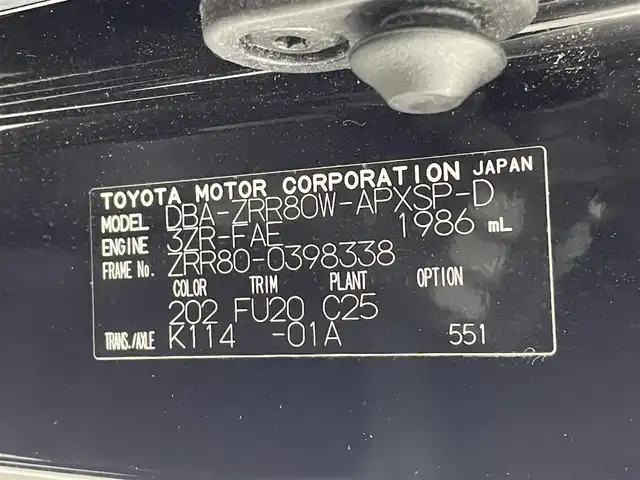 TOYOTA MOTOR CORPORATION JAPAN
MODEL DBA-ZRR80W-APXSP-D
ENGINE 3ZR-FAE 1986 mL
FRAME No. ZRR80-0398338
COLOR TRIM PLANT OPTION
202 FU20 C25
TRANS./AXLE K114 -01A 551